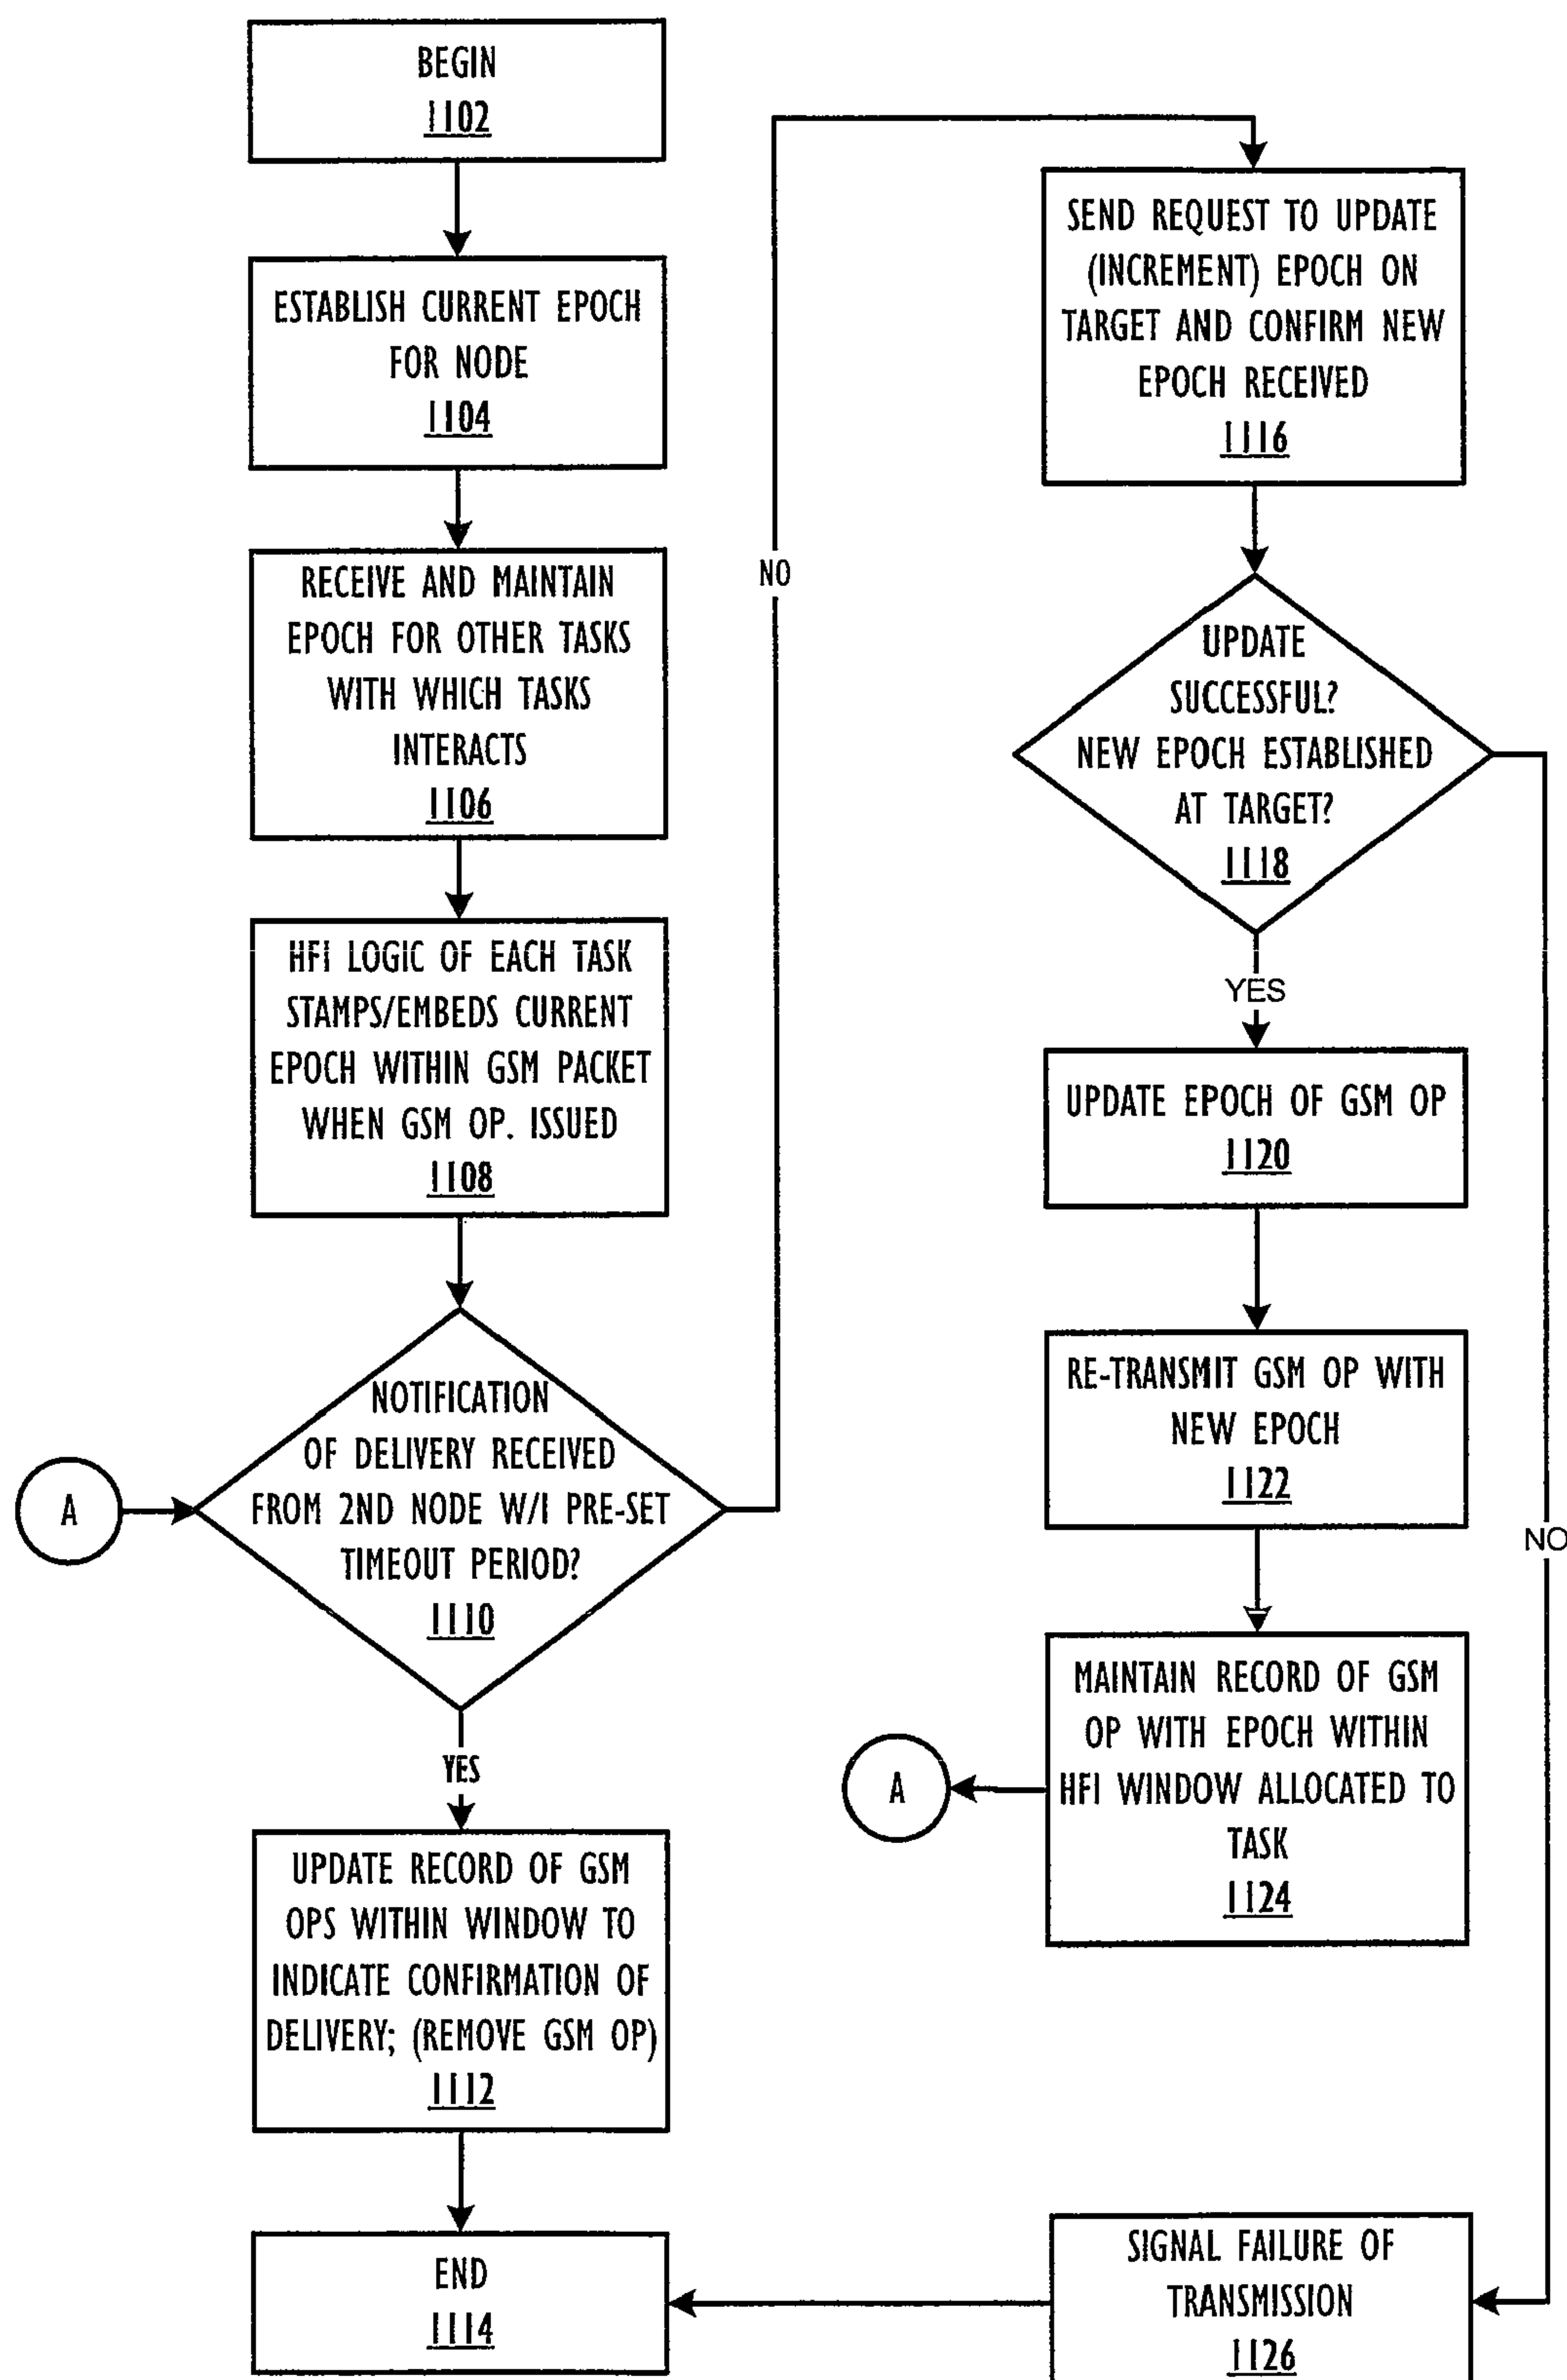 BEGIN
1102
ESTABLISH CURRENT EPOCH
FOR NODE
1104
RECEIVE AND MAINTAIN
EPOCH FOR OTHER TASKS
WITH WHICH TASKS
INTERACTS
1106
HFI LOGIC OF EACH TASK
STAMPS/EMBEDS CURRENT
EPOCH WITHIN GSM PACKET
WHEN GSM OP. ISSUED
1108
A
NOTIFICATION
OF DELIVERY RECEIVED
FROM 2ND NODE W/I PRE-SET
TIMEOUT PERIOD?
1110
YES
UPDATE RECORD OF GSM
OPS WITHIN WINDOW TO
INDICATE CONFIRMATION OF
DELIVERY; (REMOVE GSM OP)
1112
END
1114
NO
SEND REQUEST TO UPDATE
(INCREMENT) EPOCH ON
TARGET AND CONFIRM NEW
EPOCH RECEIVED
1116
UPDATE
SUCCESSFUL?
NEW EPOCH ESTABLISHED
AT TARGET?
1118
YES
UPDATE EPOCH OF GSM OP
1120
RE-TRANSMIT GSM OP WITH
NEW EPOCH
1122
NO
MAINTAIN RECORD OF GSM
OP WITH EPOCH WITHIN
HFI WINDOW ALLOCATED TO
TASK
1124
A
SIGNAL FAILURE OF
TRANSMISSION
1126